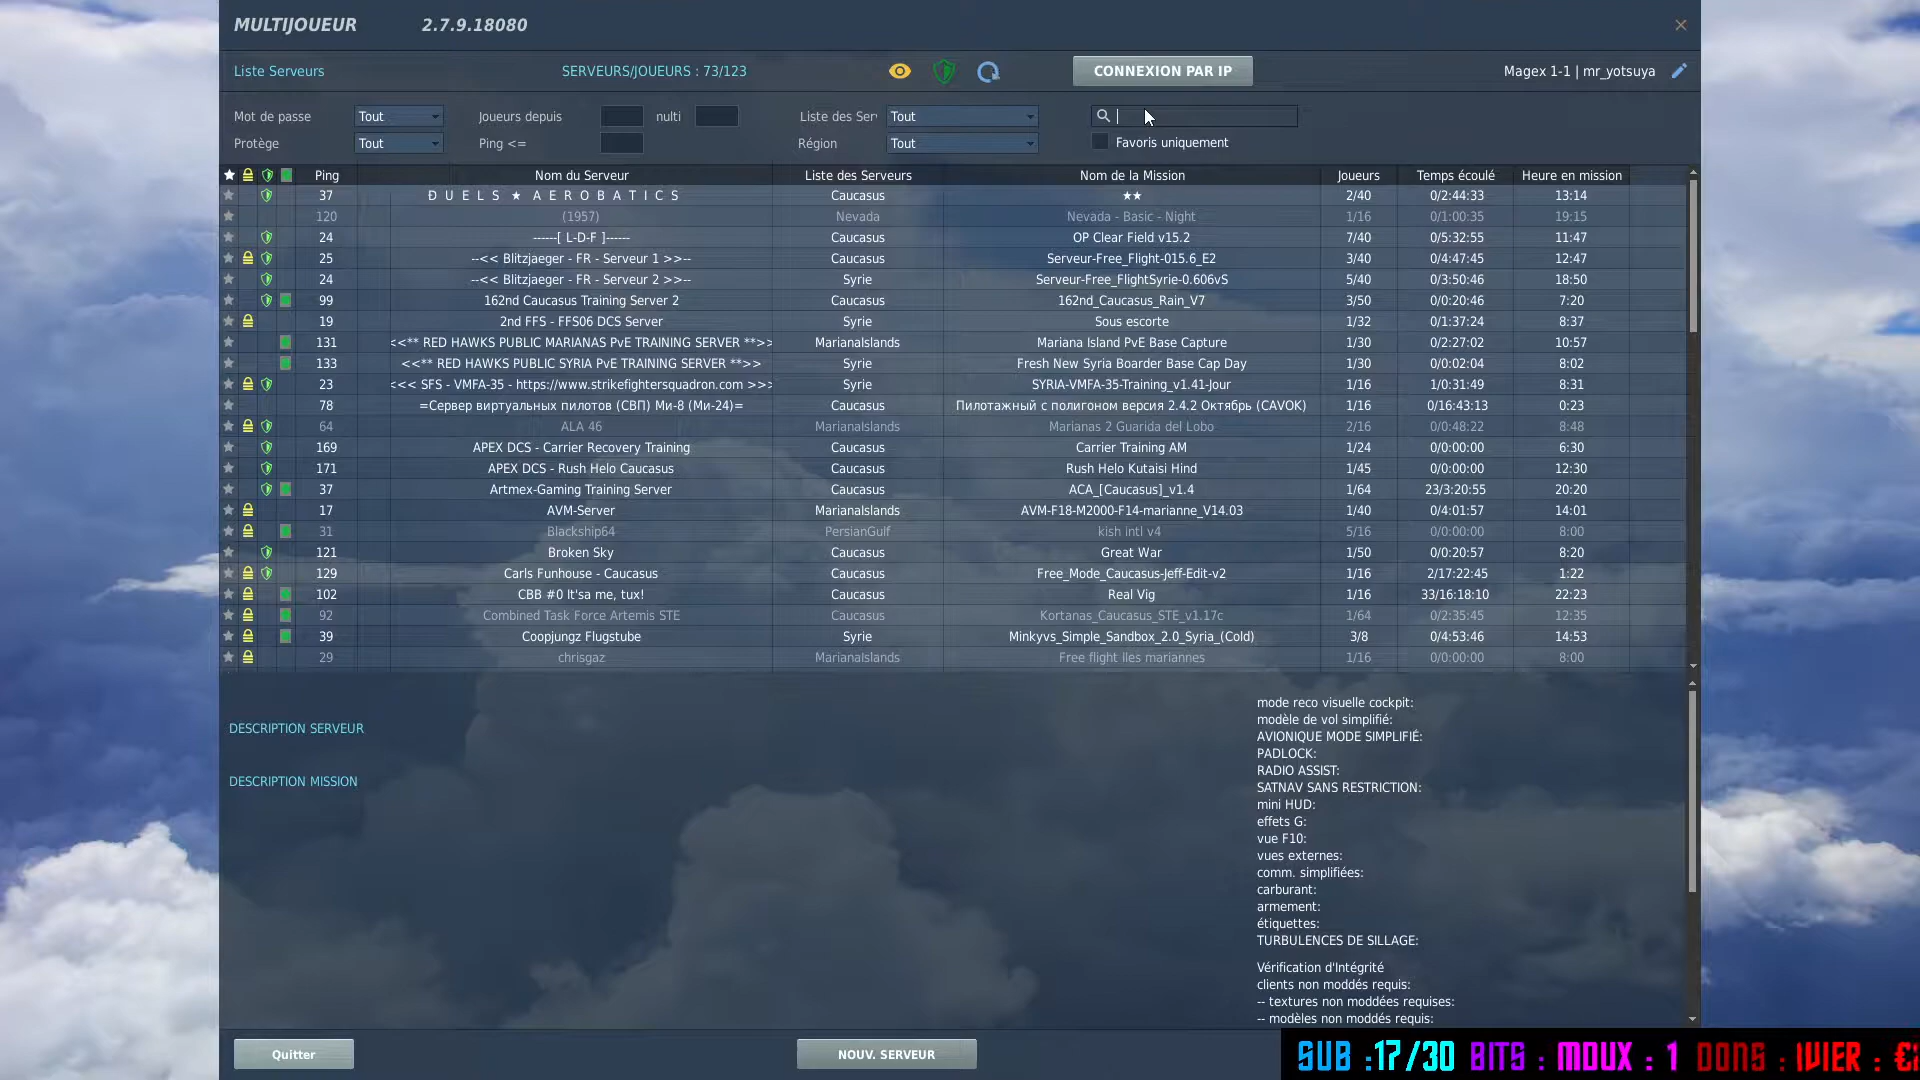 MULTIJOUEUR 2.7.9.18080
Liste Serveurs SERVEURS/JOUEURS : 73/123 CONNEXION PAR IP Magex 1-1 | mr_yotsuya
Mot de passe Tout Joueurs depuis nulti Liste des Ser Tout
Protège Tout Ping <= Région Tout Favoris uniquement
Ping Nom du Serveur Liste des Serveurs Nom de la Mission Joueurs Temps écoulé Heure en mission
37 Ð U E L S ★ A E R O B A T I C S Caucasus ★★ 2/40 0/2:44:33 13:14
120 (1957) Nevada Nevada - Basic - Night 1/16 0/1:00:35 19:15
24 ------[ L-D-F ]------ Caucasus OP Clear Field v15.2 7/40 0/5:32:55 11:47
25 --<< Blitzjaeger - FR - Serveur 1 >>-- Caucasus Serveur-Free_Flight-015.6_E2 3/40 0/4:47:45 12:47
24 --<< Blitzjaeger - FR - Serveur 2 >>-- Syrie Serveur-Free_FlightSyrie-0.606vS 5/40 0/3:50:46 18:50
99 162nd Caucasus Training Server 2 Caucasus 162nd_Caucasus_Rain_V7 3/50 0/0:20:46 7:20
19 2nd FFS - FFS06 DCS Server Syrie Sous escorte 1/32 0/1:37:24 8:37
131 <<** RED HAWKS PUBLIC MARIANAS PvE TRAINING SERVER **>> MarianaIslands Mariana Island PvE Base Capture 1/30 0/2:27:02 10:57
133 <<** RED HAWKS PUBLIC SYRIA PvE TRAINING SERVER **>> Syrie Fresh New Syria Boarder Base Cap Day 1/30 0/0:02:04 8:02
23 <<< SFS - VMFA-35 - https://www.strikefightersquadron.com >>> Syrie SYRIA-VMFA-35-Training_v1.41-Jour 1/16 1/0:31:49 8:31
78 =Сервер виртуальных пилотов (СВП) Ми-8 (Ми-24)= Caucasus Пилотажный с полигоном версия 2.4.2 Октябрь (CAVOK) 1/16 0/16:43:13 0:23
64 ALA 46 MarianaIslands Marianas 2 Guarida del Lobo 2/16 0/0:48:22 8:48
169 APEX DCS - Carrier Recovery Training Caucasus Carrier Training AM 1/24 0/0:00:00 6:30
171 APEX DCS - Rush Helo Caucasus Caucasus Rush Helo Kutaisi Hind 1/45 0/0:00:00 12:30
37 Artmex-Gaming Training Server Caucasus ACA_[Caucasus]_v1.4 1/64 23/3:20:55 20:20
17 AVM-Server MarianaIslands AVM-F18-M2000-F14-marianne_V14.03 1/40 0/4:01:57 14:01
31 Blackship64 PersianGulf kish intl v4 5/16 0/0:00:00 8:00
121 Broken Sky Caucasus Great War 1/50 0/0:20:57 8:20
129 Carls Funhouse - Caucasus Caucasus Free_Mode_Caucasus-Jeff-Edit-v2 1/16 2/17:22:45 1:22
102 CBB #0 It'sa me, tux! Caucasus Real Vig 1/16 33/16:18:10 22:23
92 Combined Task Force Artemis STE Caucasus Kortanas_Caucasus_STE_v1.17c 1/64 0/2:35:45 12:35
39 Coopjungz Flugstube Syrie Minkyvs_Simple_Sandbox_2.0_Syria_(Cold) 3/8 0/4:53:46 14:53
29 chrisgaz MarianaIslands Free flight Iles mariannes 1/16 0/0:00:00 8:00
DESCRIPTION SERVEUR
DESCRIPTION MISSION
mode reco visuelle cockpit:
modèle de vol simplifié:
AVIONIQUE MODE SIMPLIFIÉ:
PADLOCK:
RADIO ASSIST:
SATNAV SANS RESTRICTION:
mini HUD:
effets G:
vue F10:
vues externes:
comm. simplifiées:
carburant:
armement:
étiquettes:
TURBULENCES DE SILLAGE:
Vérification d'Intégrité
clients non moddés requis:
-- textures non moddées requises:
-- modèles non moddés requis:
Quitter NOUV. SERVEUR
SUB :17/30 BITS : MOUX : 1 DONS : IVIER : €